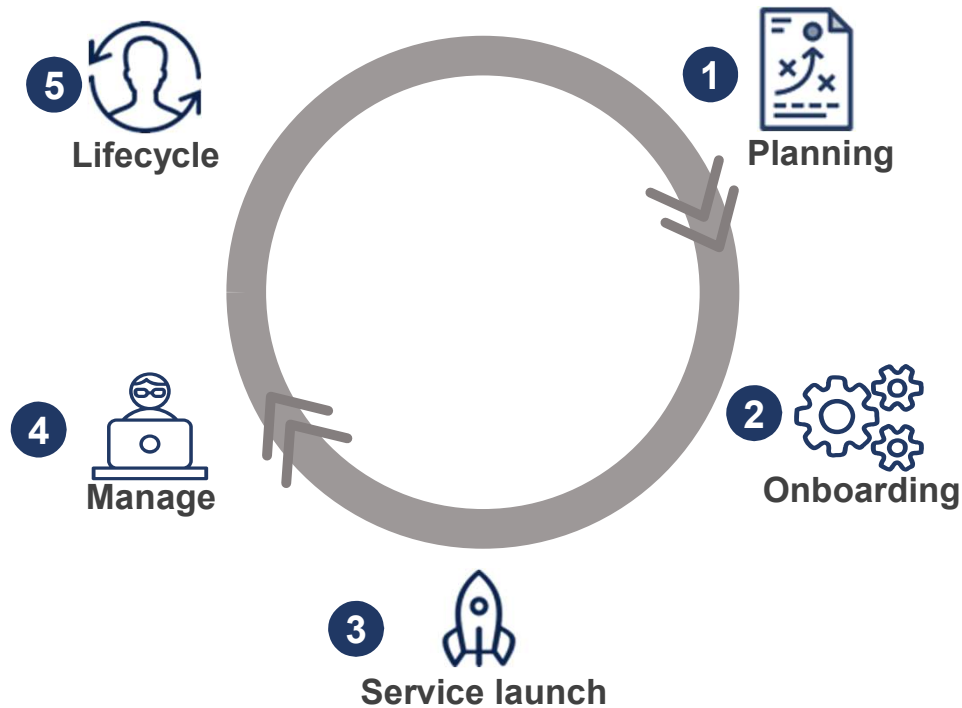 1
Planning
2
Onboarding
3
Service launch
4
Manage
5
Lifecycle